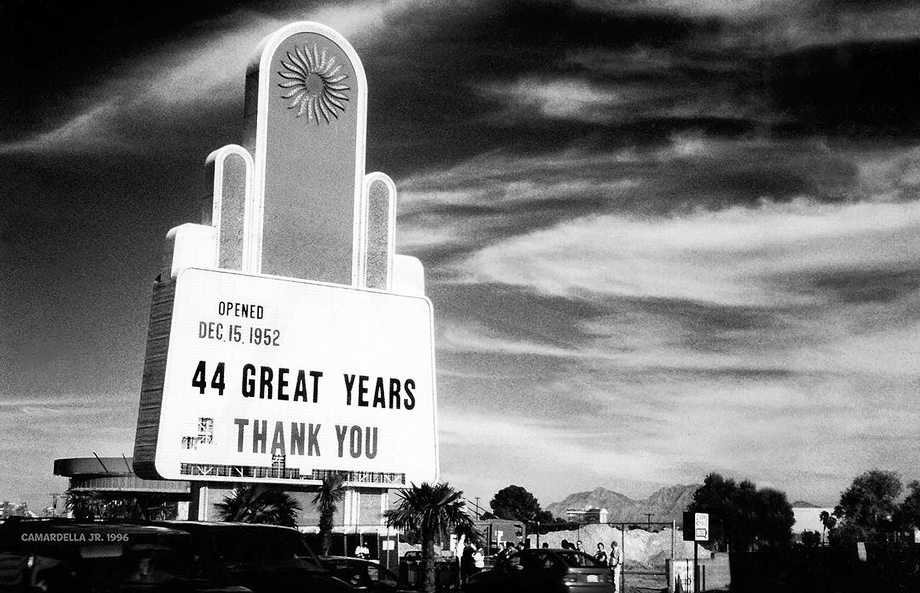 OPENED
DEC. 15. 1952
44 GREAT YEARS
THANK YOU
CAMARDELLA JR. 1996